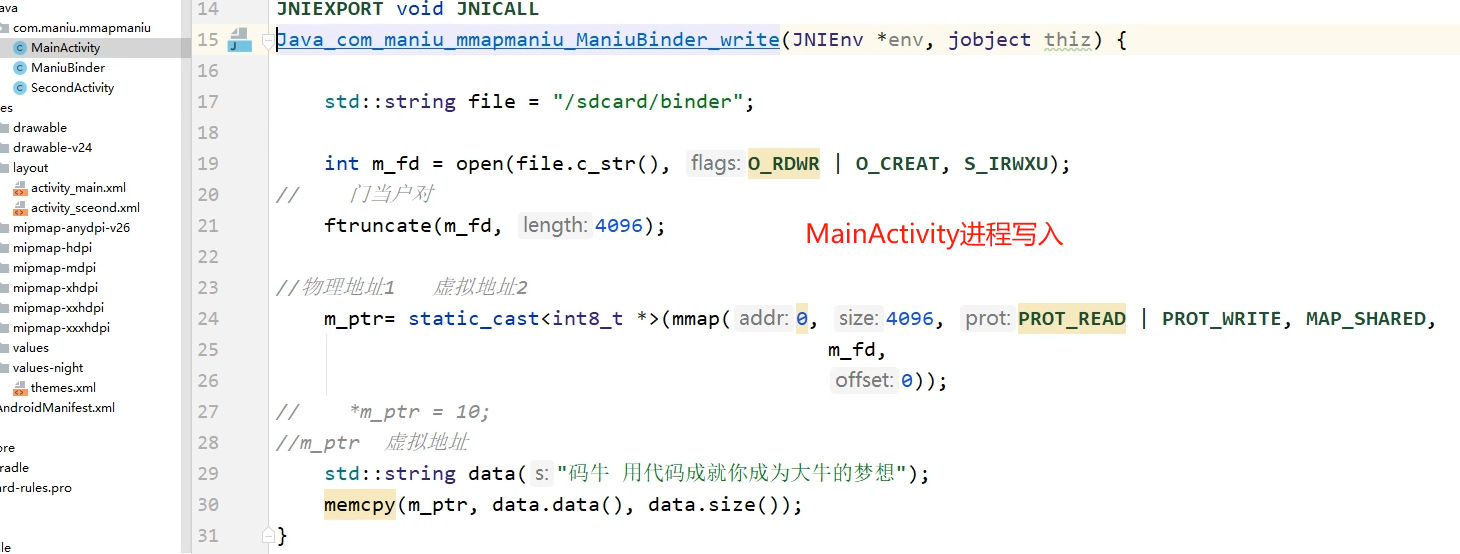 ava
com.maniu.mmapmaniu
MainActivity
ManiuBinder
SecondActivity
es
drawable
drawable-v24
layout
activity_main.xml
activity_sceond.xml
mipmap-anydpi-v26
mipmap-hdpi
mipmap-mdpi
mipmap-xhdpi
mipmap-xxhdpi
mipmap-xxxhdpi
values
values-night
themes.xml
AndroidManifest.xml
ore
radle
ard-rules.pro
le
14 JNIEXPORT void JNICALL
15 Java_com_maniu_mmapmaniu_ManiuBinder_write(JNIEnv *env, jobject thiz) {
16
17 std::string file = "/sdcard/binder";
18
19 int m_fd = open(file.c_str(), flags: O_RDWR | O_CREAT, S_IRWXU);
20 // 门当户对
21 ftruncate(m_fd, length: 4096);
MainActivity进程写入
22
23 //物理地址1 虚拟地址2
24 m_ptr= static_cast<int8_t *>(mmap( addr: 0, size: 4096, prot: PROT_READ | PROT_WRITE, MAP_SHARED,
25 m_fd,
26 offset: 0));
27 // *m_ptr = 10;
28 //m_ptr 虚拟地址
29 std::string data( s: "码牛 用代码成就你成为大牛的梦想");
30 memcpy(m_ptr, data.data(), data.size());
31 }